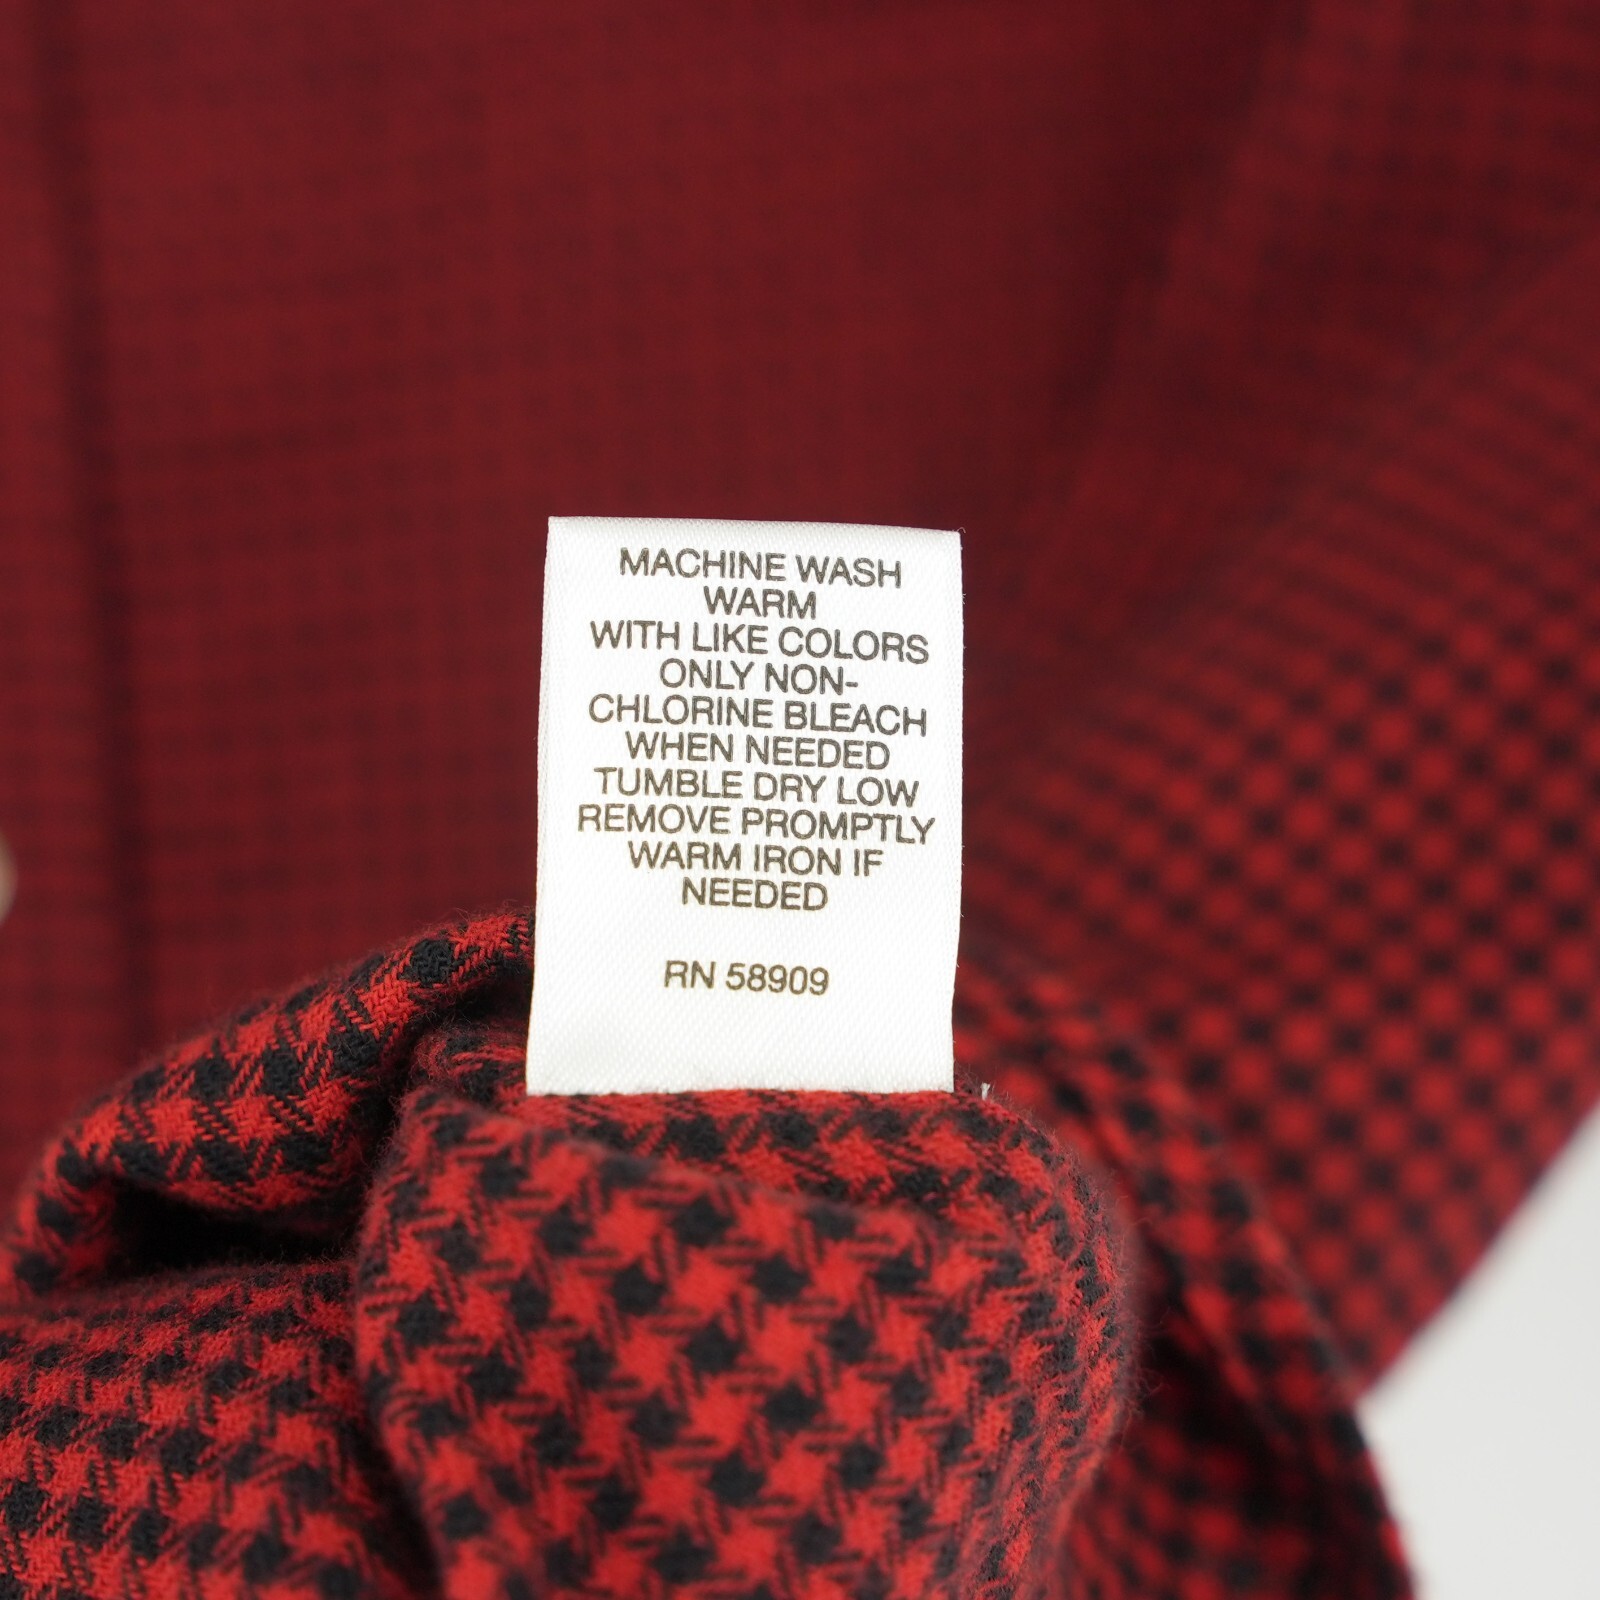 MACHINE WASH
WARM
WITH LIKE COLORS
ONLY NON-
CHLORINE BLEACH
WHEN NEEDED
TUMBLE DRY LOW
REMOVE PROMPTLY
WARM IRON IF
NEEDED
RN 58909